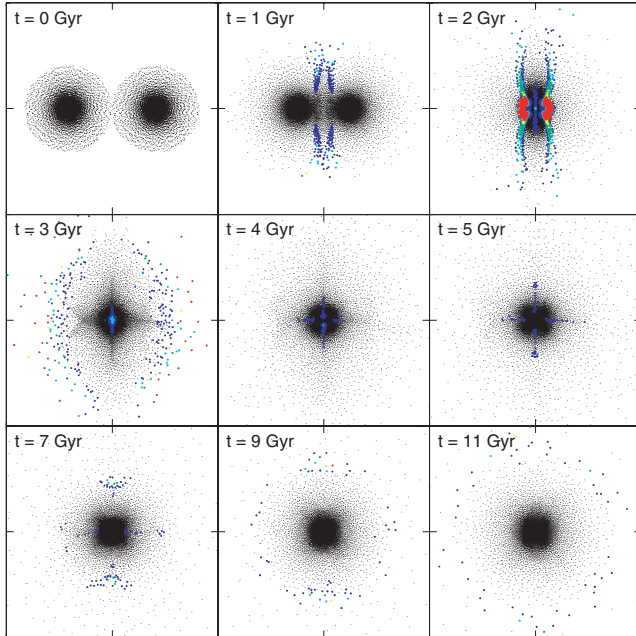 t = 0 Gyr
t = 1 Gyr
t = 2 Gyr
t = 3 Gyr
t = 4 Gyr
t = 5 Gyr
t = 7 Gyr
t = 9 Gyr
t = 11 Gyr